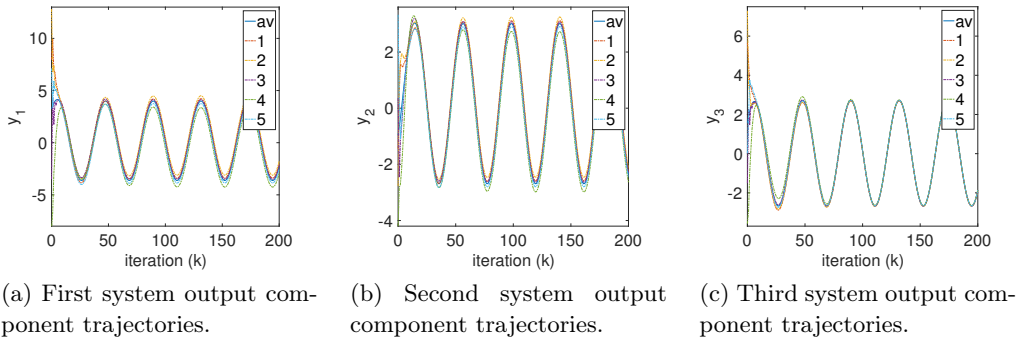 10
5
0
-5
y1
0 50 100 150 200
iteration (k)
av
1
2
3
4
5
2
0
-2
-4
y2
0 50 100 150 200
iteration (k)
av
1
2
3
4
5
6
4
2
0
-2
y3
0 50 100 150 200
iteration (k)
av
1
2
3
4
5
(a) First system output com-
ponent trajectories.
(b) Second system output
component trajectories.
(c) Third system output com-
ponent trajectories.